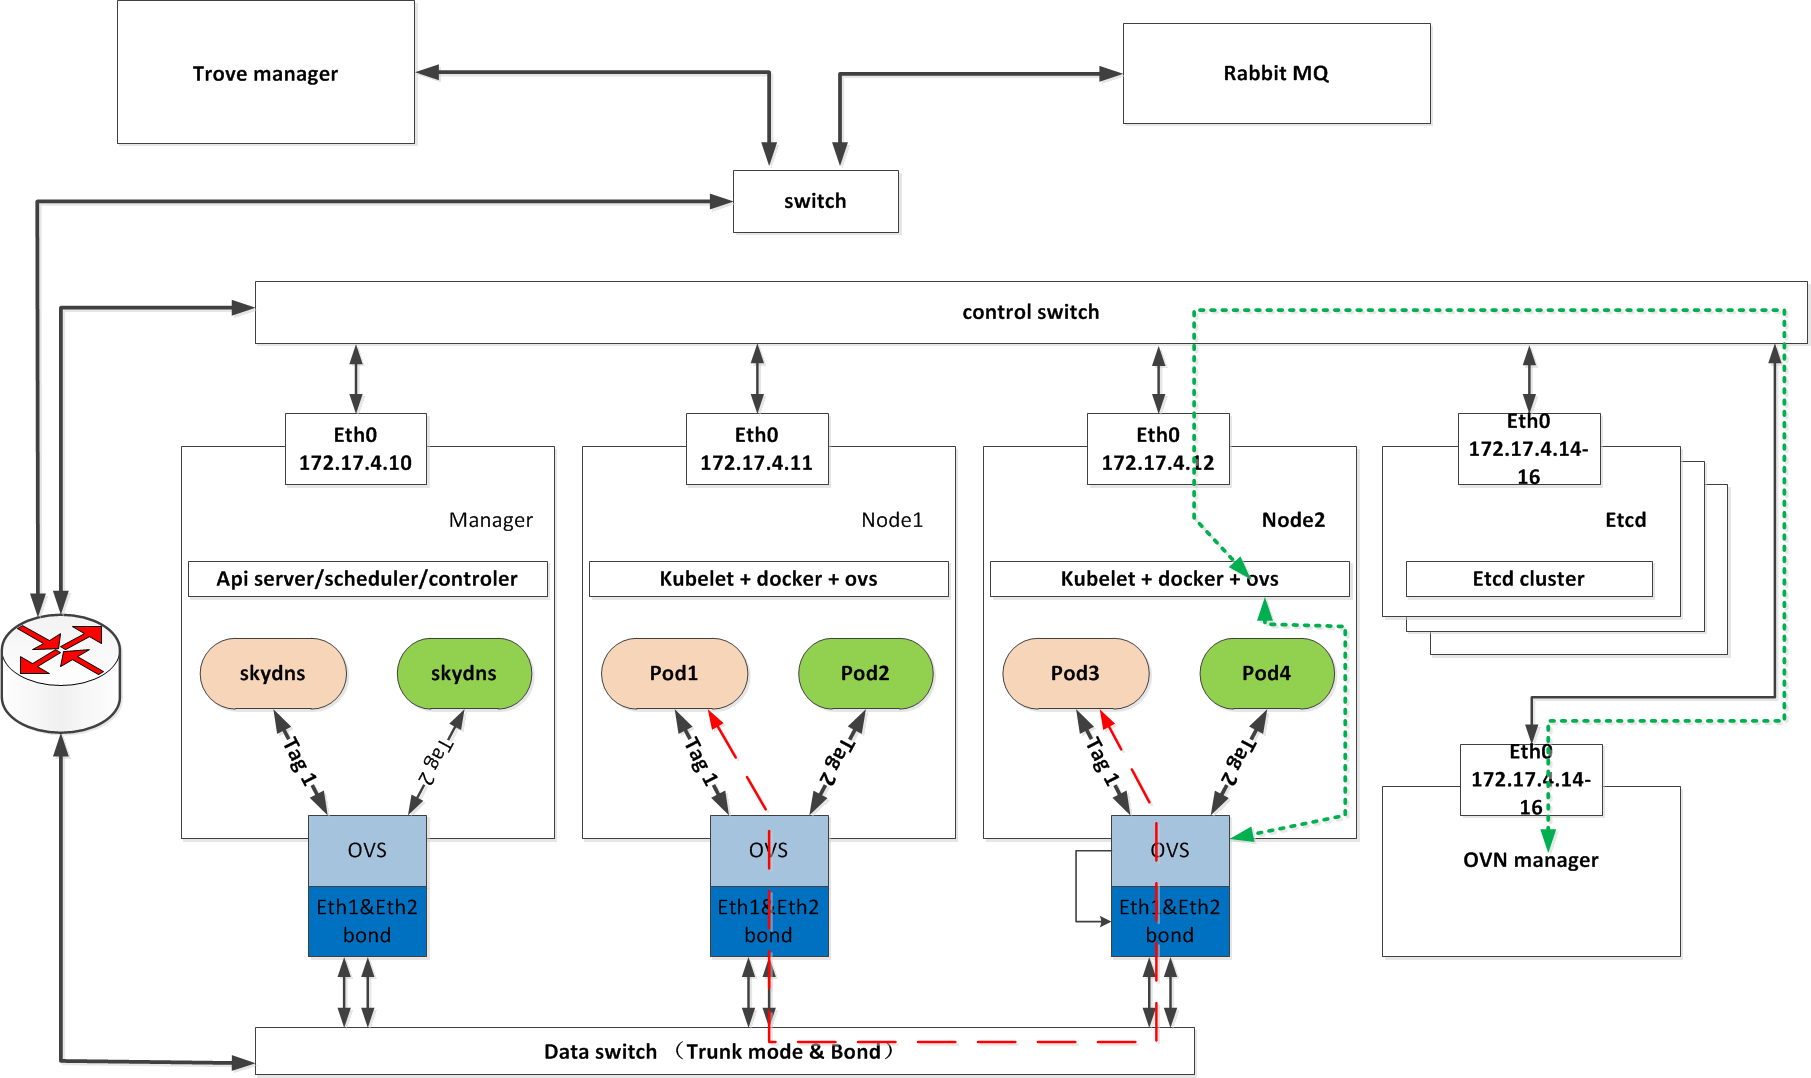 Trove manager
Rabbit MQ
switch
control switch
Eth0
172.17.4.10
Eth0
172.17.4.11
Eth0
172.17.4.12
Eth0
172.17.4.14-
16
Manager
Node1
Node2
Etcd
Api server/scheduler/controler
Kubelet + docker + ovs
Kubelet + docker + ovs
Etcd cluster
skydns
skydns
Pod1
Pod2
Pod3
Pod4
Tag 1
Tag 2
Tag 1
Tag 2
Tag 1
Tag 2
Eth0
172.17.4.14-
16
OVN manager
OVS
Eth1&Eth2
bond
OVS
Eth1&Eth2
bond
OVS
Eth1&Eth2
bond
Data switch （Trunk mode & Bond）